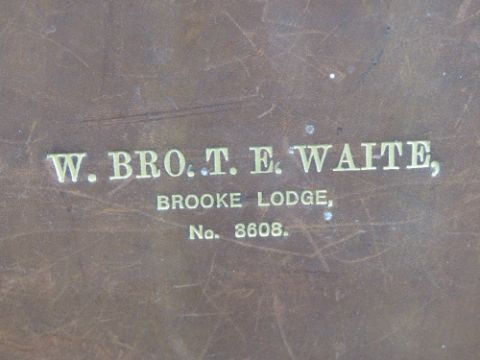 W. BRO. T. E. WAITE,
BROOKE LODGE,
No. 3608.